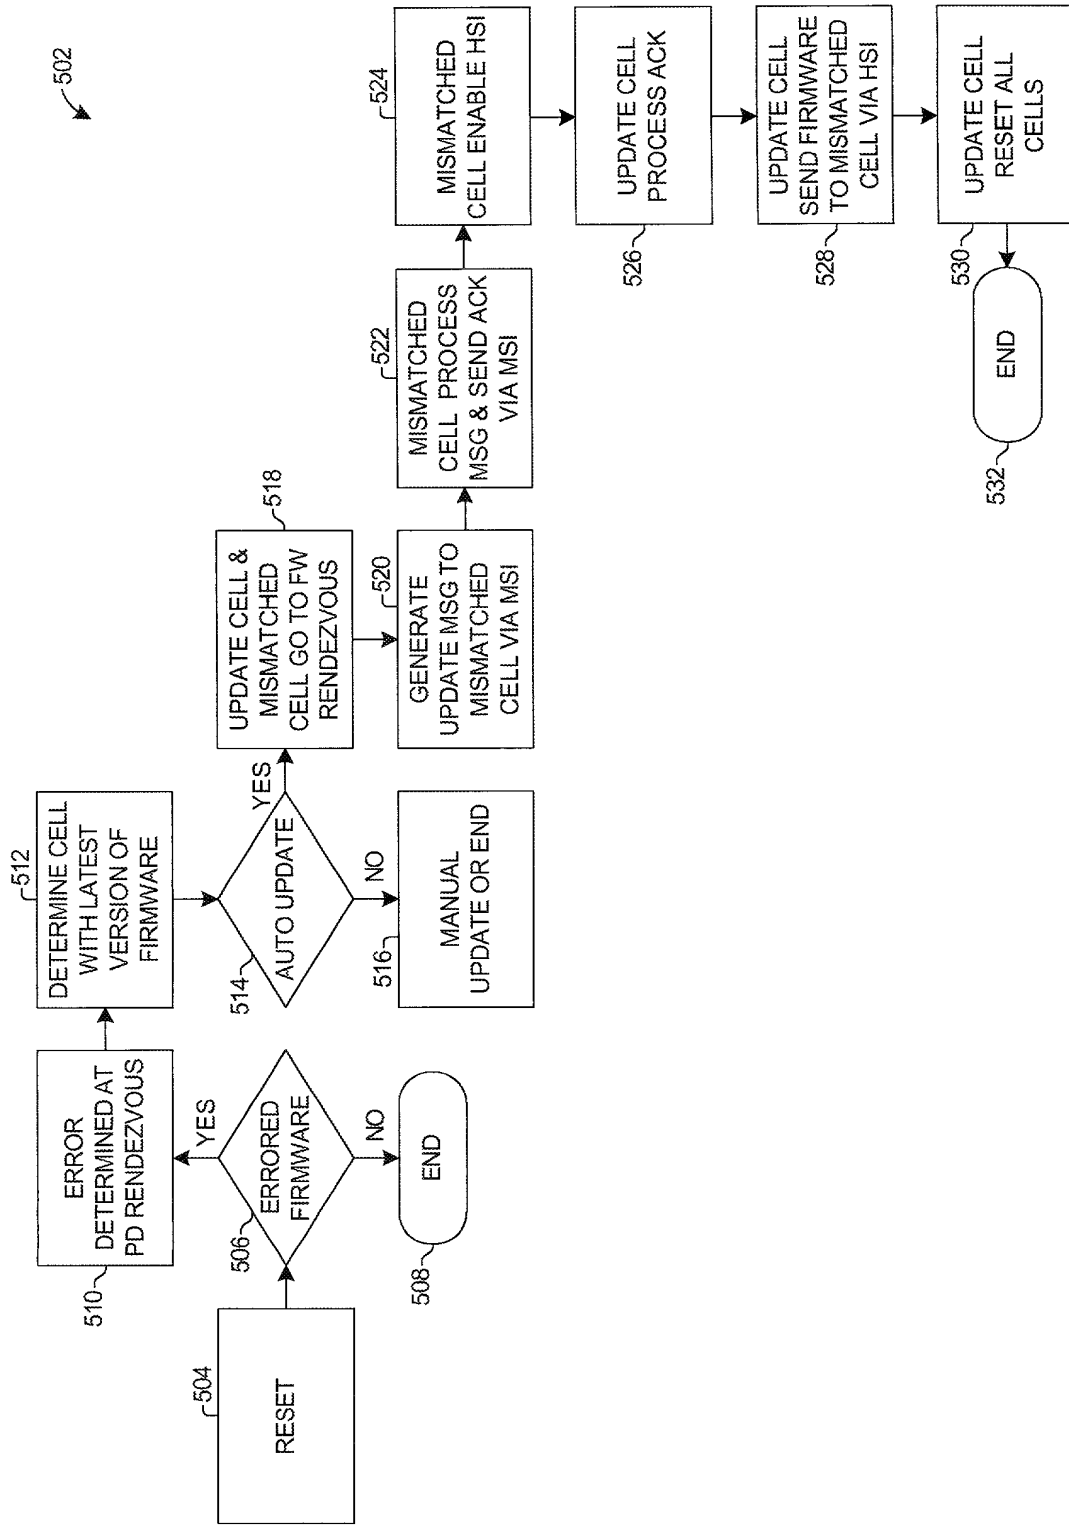 502
504
RESET
506
ERRORED
FIRMWARE
YES
NO
508
END
510
ERROR
DETERMINED AT
PD RENDEZVOUS
512
DETERMINE CELL
WITH LATEST
VERSION OF
FIRMWARE
514
AUTO UPDATE
YES
NO
516
MANUAL
UPDATE OR END
518
UPDATE CELL &
MISMATCHED
CELL GO TO FW
RENDEZVOUS
520
GENERATE
UPDATE MSG TO
MISMATCHED
CELL VIA MSI
522
MISMATCHED
CELL PROCESS
MSG & SEND ACK
VIA MSI
524
MISMATCHED
CELL ENABLE HSI
526
UPDATE CELL
PROCESS ACK
528
UPDATE CELL
SEND FIRMWARE
TO MISMATCHED
CELL VIA HSI
530
UPDATE CELL
RESET ALL
CELLS
532
END